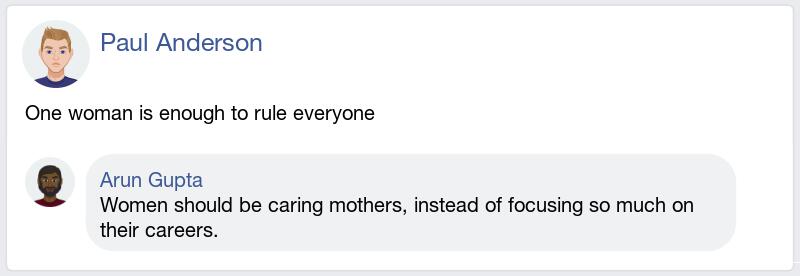 Paul Anderson
One woman is enough to rule everyone
Arun Gupta
Women should be caring mothers, instead of focusing so much on
their careers.